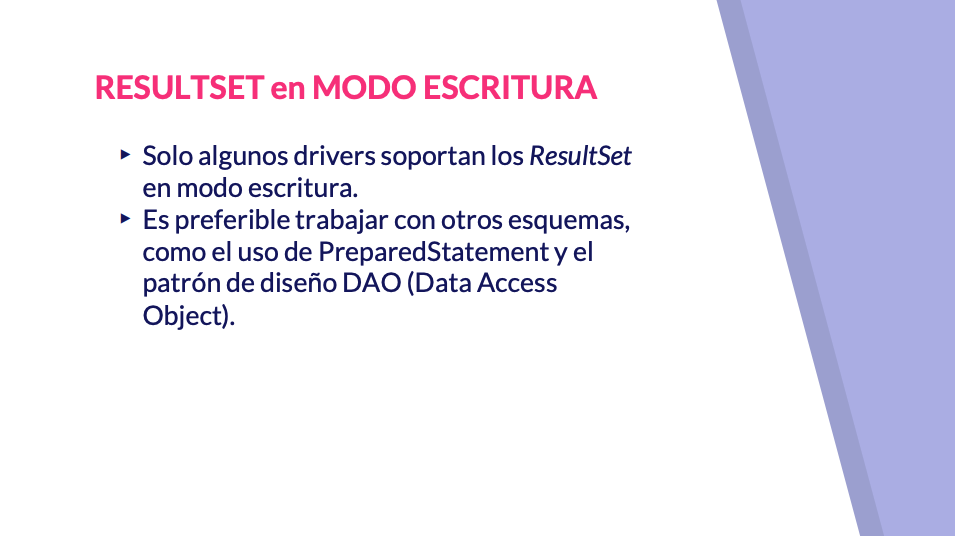 RESULTSET en MODO ESCRITURA
▸ Solo algunos drivers soportan los ResultSet
en modo escritura.
▸ Es preferible trabajar con otros esquemas,
como el uso de PreparedStatement y el
patrón de diseño DAO (Data Access
Object).